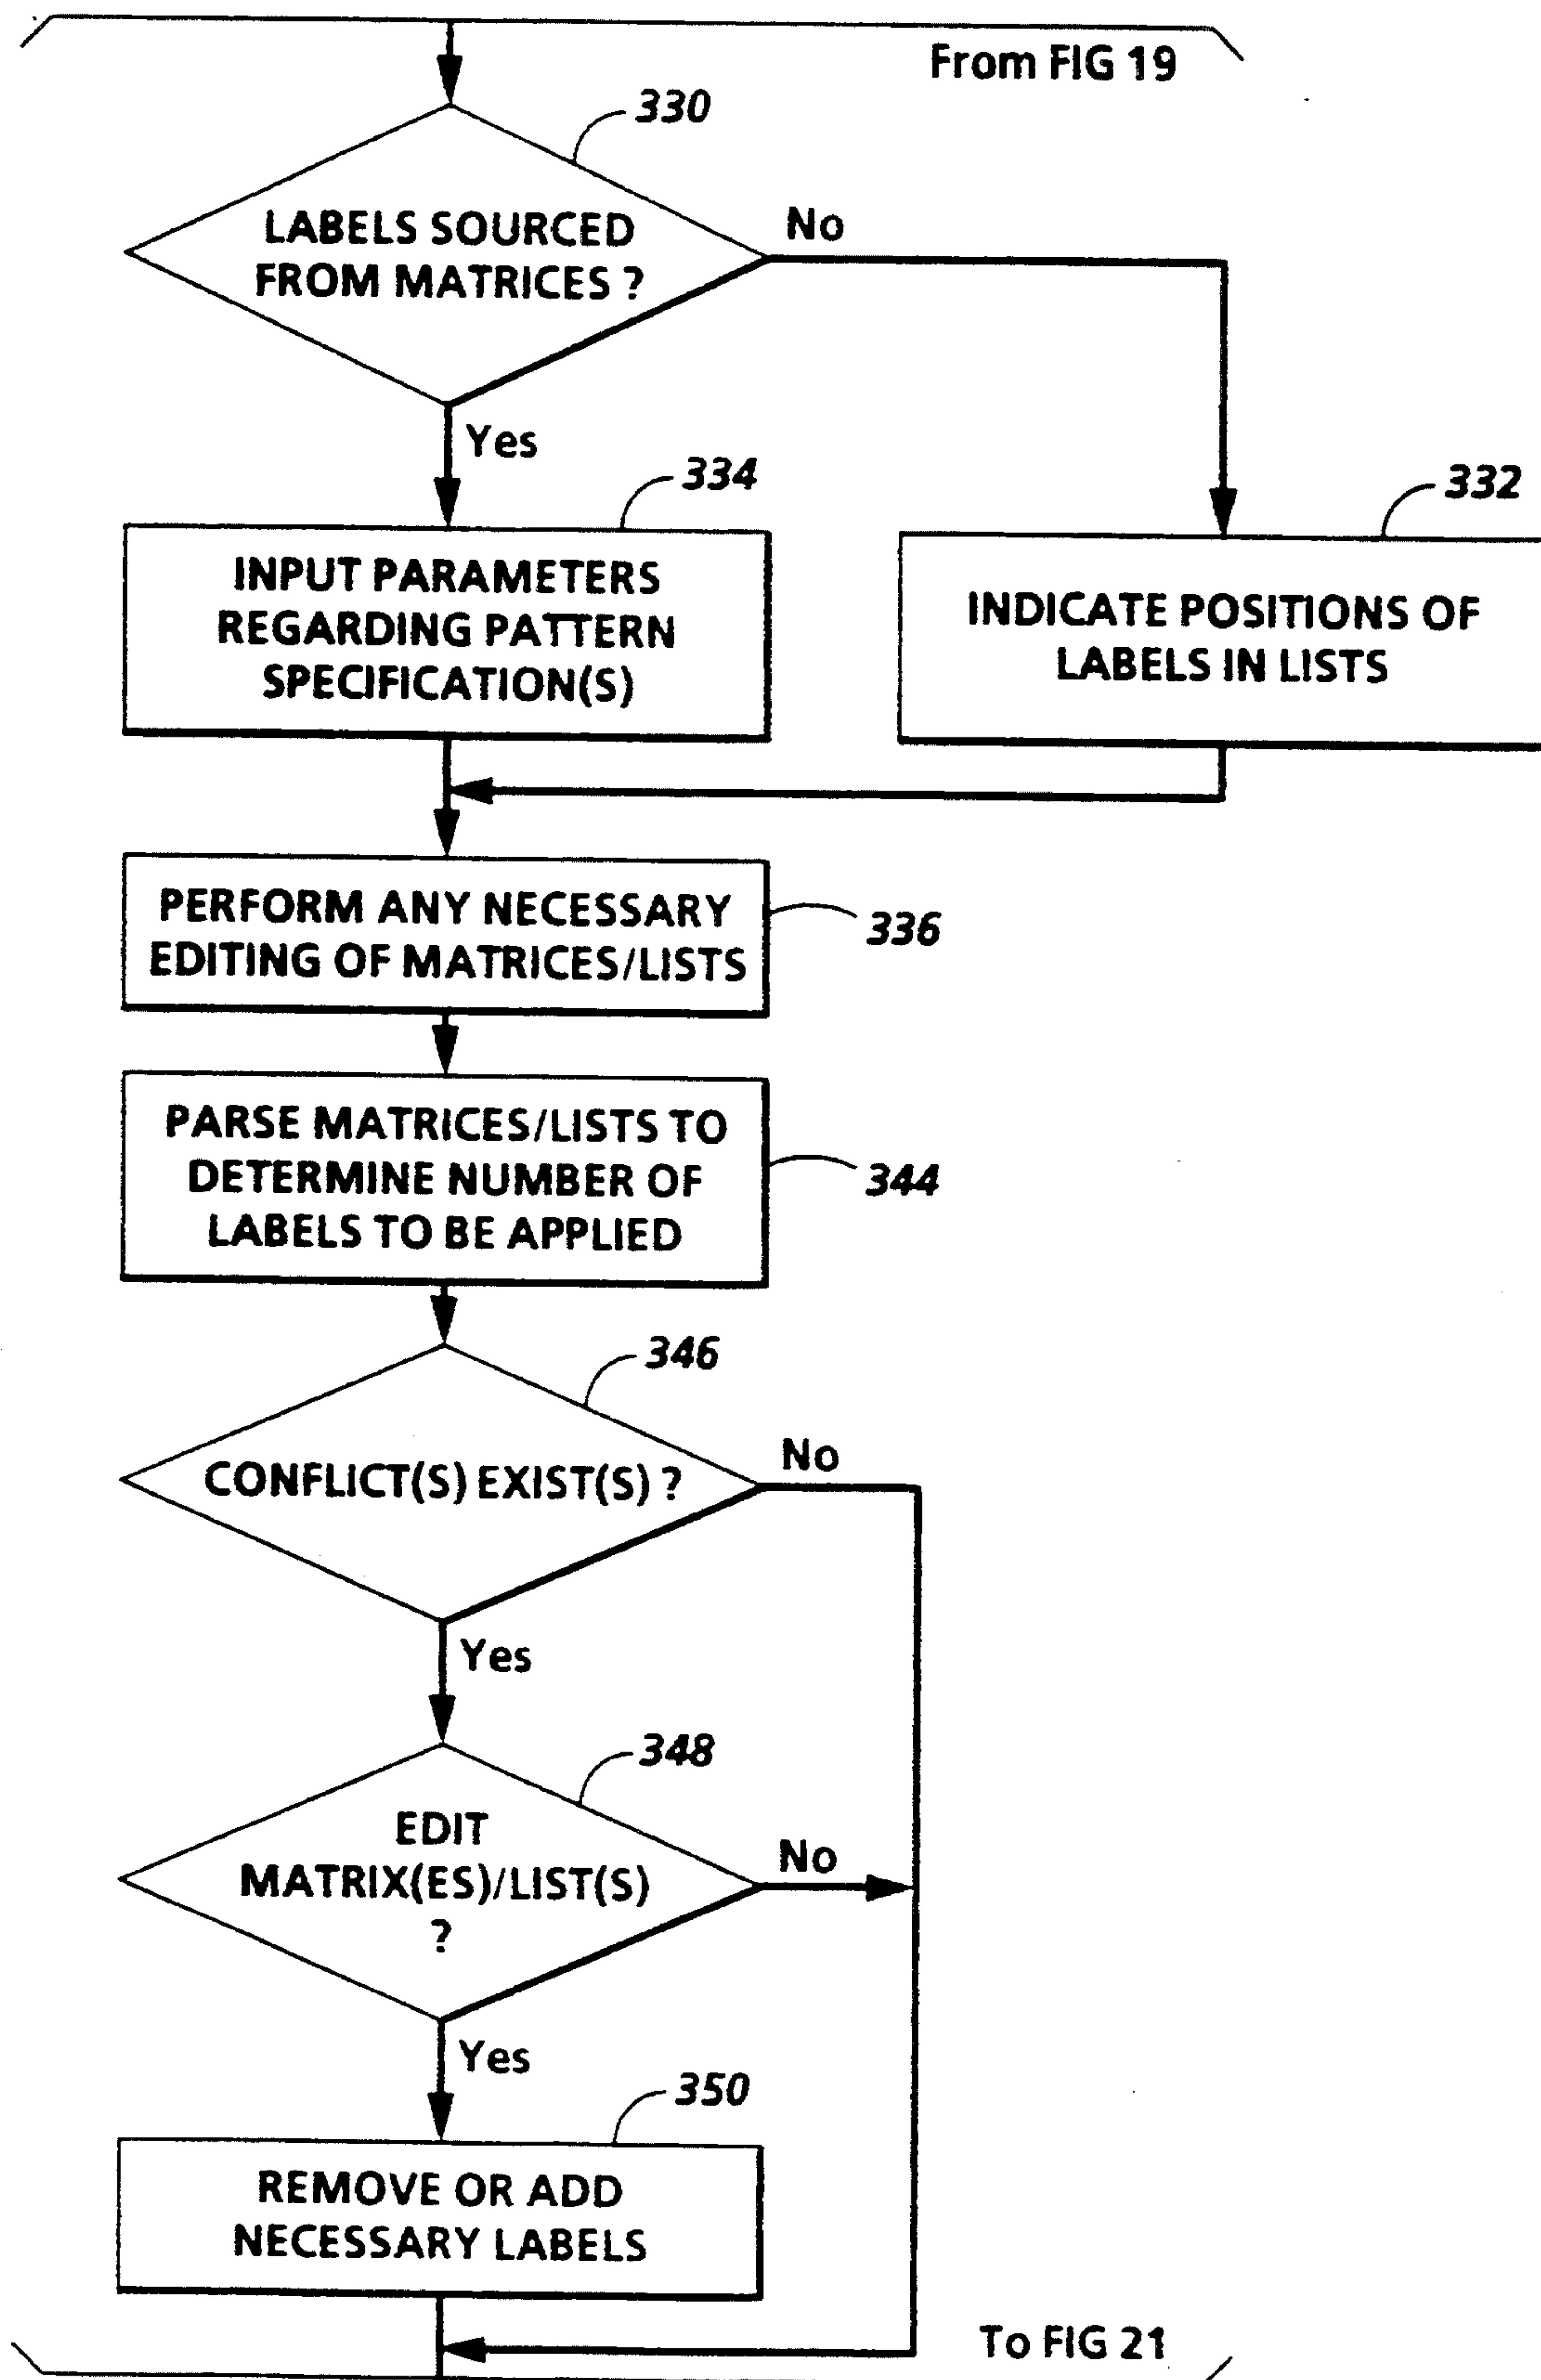 From FIG 19
330
LABELS SOURCED
FROM MATRICES ?
No
Yes
334
332
INPUT PARAMETERS
REGARDING PATTERN
SPECIFICATION(S)
INDICATE POSITIONS OF
LABELS IN LISTS
PERFORM ANY NECESSARY
EDITING OF MATRICES/LISTS
336
PARSE MATRICES/LISTS TO
DETERMINE NUMBER OF
LABELS TO BE APPLIED
344
346
CONFLICT(S) EXIST(S) ?
No
Yes
348
EDIT
MATRIX(ES)/LIST(S)
?
No
Yes
350
REMOVE OR ADD
NECESSARY LABELS
To FIG 21